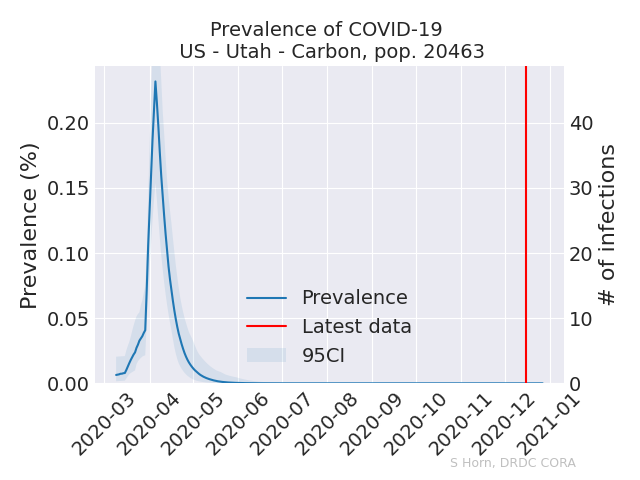 Prevalence of COVID-19
US - Utah - Carbon, pop. 20463
Prevalence (%)
0.20
0.15
0.10
0.05
0.00
40
30
20
10
0
# of infections
Prevalence
Latest data
95CI
2020-03
2020-04
2020-05
2020-06
2020-07
2020-08
2020-09
2020-10
2020-11
2020-12
2021-01
S Horn, DRDC CORA